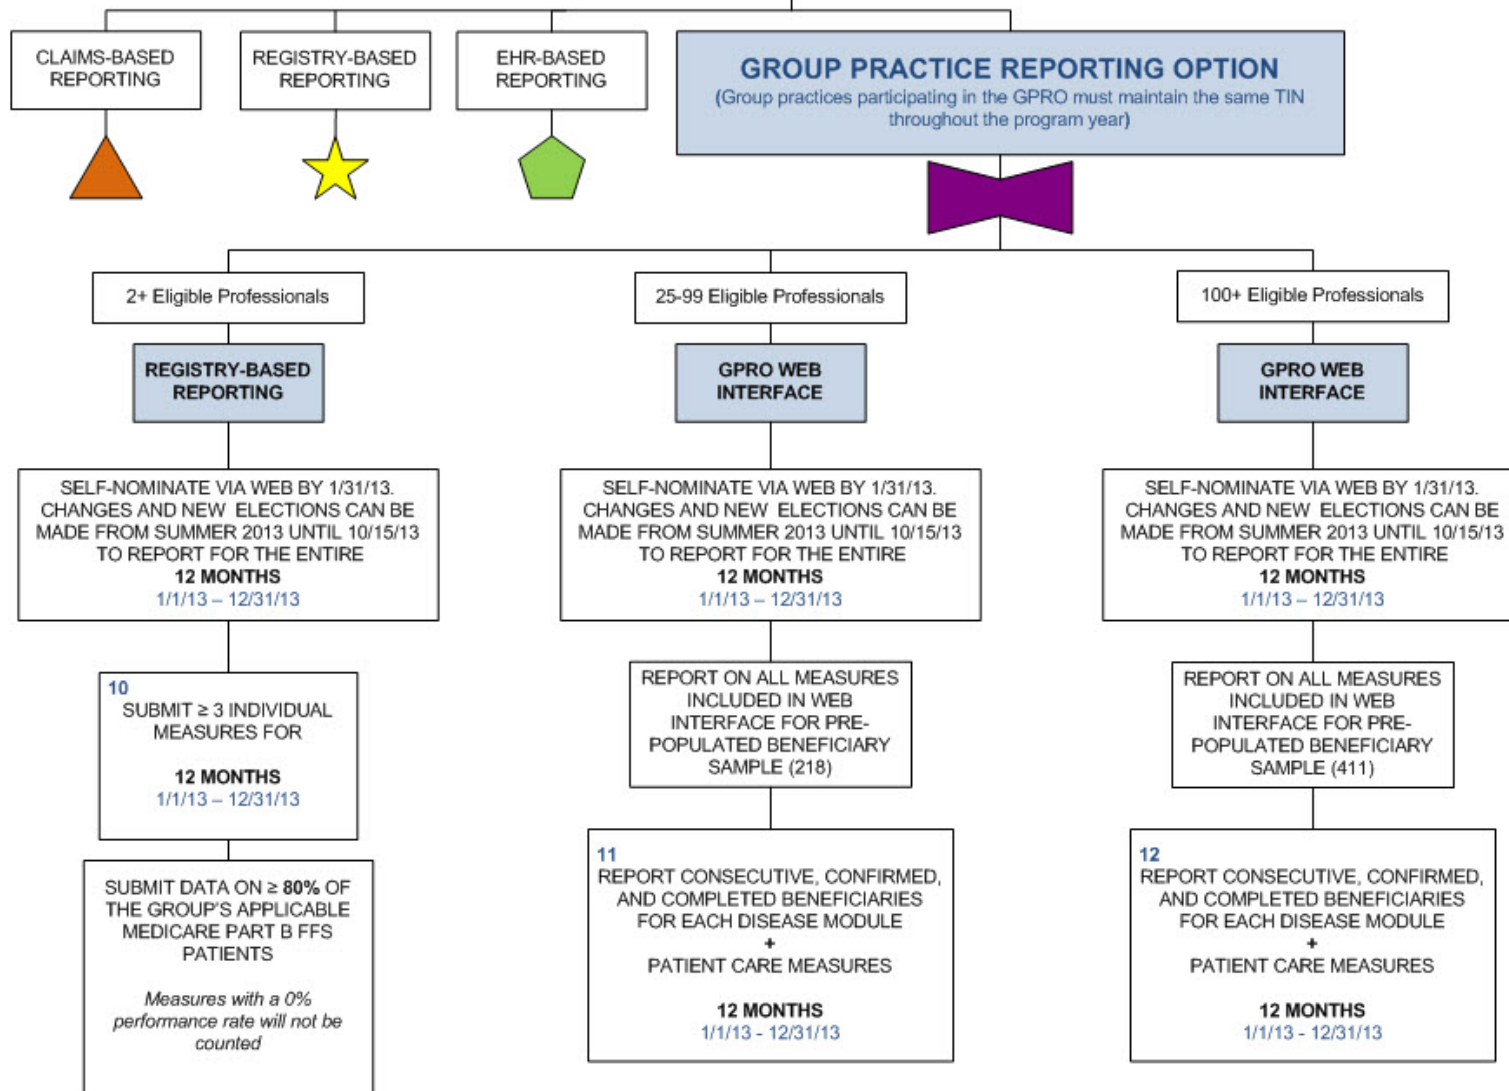 CLAIMS-BASED
REPORTING
REGISTRY-BASED
REPORTING
EHR-BASED
REPORTING
GROUP PRACTICE REPORTING OPTION
(Group practices participating in the GPRO must maintain the same TIN
throughout the program year)
2+ Eligible Professionals
REGISTRY-BASED
REPORTING
SELF-NOMINATE VIA WEB BY 1/31/13.
CHANGES AND NEW ELECTIONS CAN BE
MADE FROM SUMMER 2013 UNTIL 10/15/13
TO REPORT FOR THE ENTIRE
12 MONTHS
1/1/13 – 12/31/13
10
SUBMIT ≥ 3 INDIVIDUAL
MEASURES FOR
12 MONTHS
1/1/13 – 12/31/13
SUBMIT DATA ON ≥ 80% OF
THE GROUP'S APPLICABLE
MEDICARE PART B FFS
PATIENTS
Measures with a 0%
performance rate will not be
counted
25-99 Eligible Professionals
GPRO WEB
INTERFACE
SELF-NOMINATE VIA WEB BY 1/31/13.
CHANGES AND NEW ELECTIONS CAN BE
MADE FROM SUMMER 2013 UNTIL 10/15/13
TO REPORT FOR THE ENTIRE
12 MONTHS
1/1/13 – 12/31/13
REPORT ON ALL MEASURES
INCLUDED IN WEB
INTERFACE FOR PRE-
POPULATED BENEFICIARY
SAMPLE (218)
11
REPORT CONSECUTIVE, CONFIRMED,
AND COMPLETED BENEFICIARIES
FOR EACH DISEASE MODULE
+
PATIENT CARE MEASURES
12 MONTHS
1/1/13 - 12/31/13
100+ Eligible Professionals
GPRO WEB
INTERFACE
SELF-NOMINATE VIA WEB BY 1/31/13.
CHANGES AND NEW ELECTIONS CAN BE
MADE FROM SUMMER 2013 UNTIL 10/15/13
TO REPORT FOR THE ENTIRE
12 MONTHS
1/1/13 – 12/31/13
REPORT ON ALL MEASURES
INCLUDED IN WEB
INTERFACE FOR PRE-
POPULATED BENEFICIARY
SAMPLE (411)
12
REPORT CONSECUTIVE, CONFIRMED,
AND COMPLETED BENEFICIARIES
FOR EACH DISEASE MODULE
+
PATIENT CARE MEASURES
12 MONTHS
1/1/13 - 12/31/13